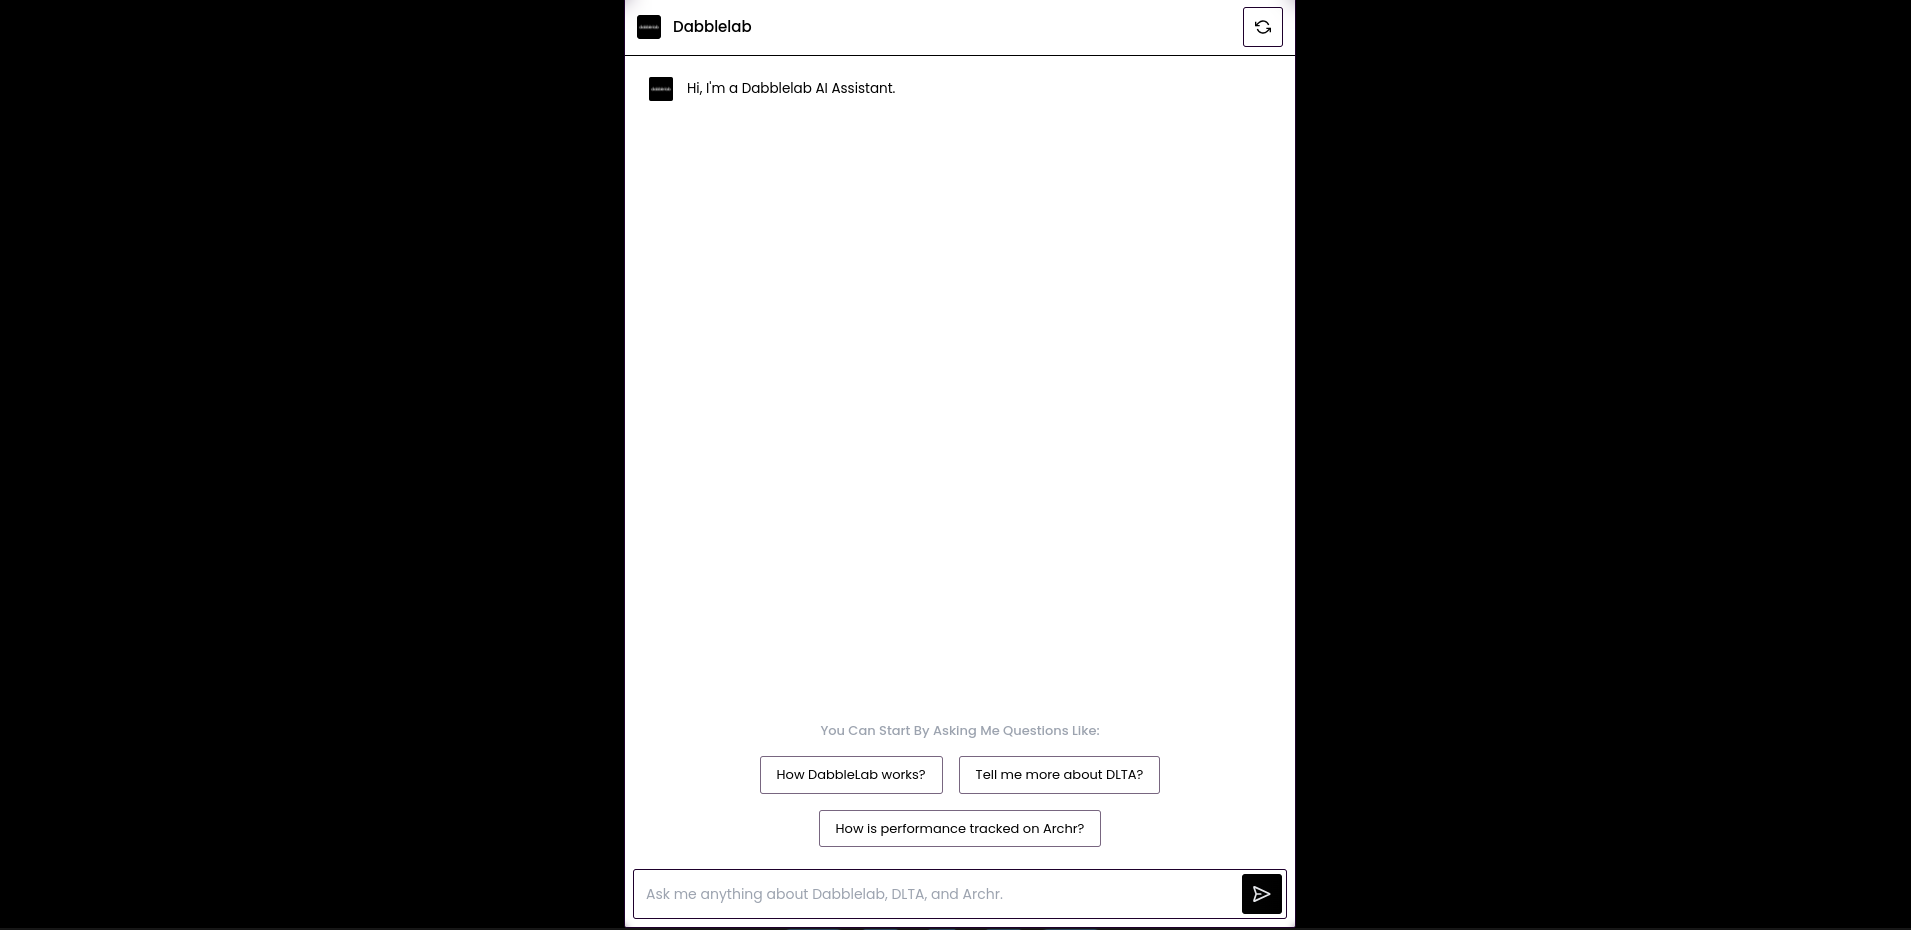 Dabblelab
Hi, I'm a Dabblelab AI Assistant.
You Can Start By Asking Me Questions Like:
How DabbleLab works?
Tell me more about DLTA?
How is performance tracked on Archr?
Ask me anything about Dabblelab, DLTA, and Archr.